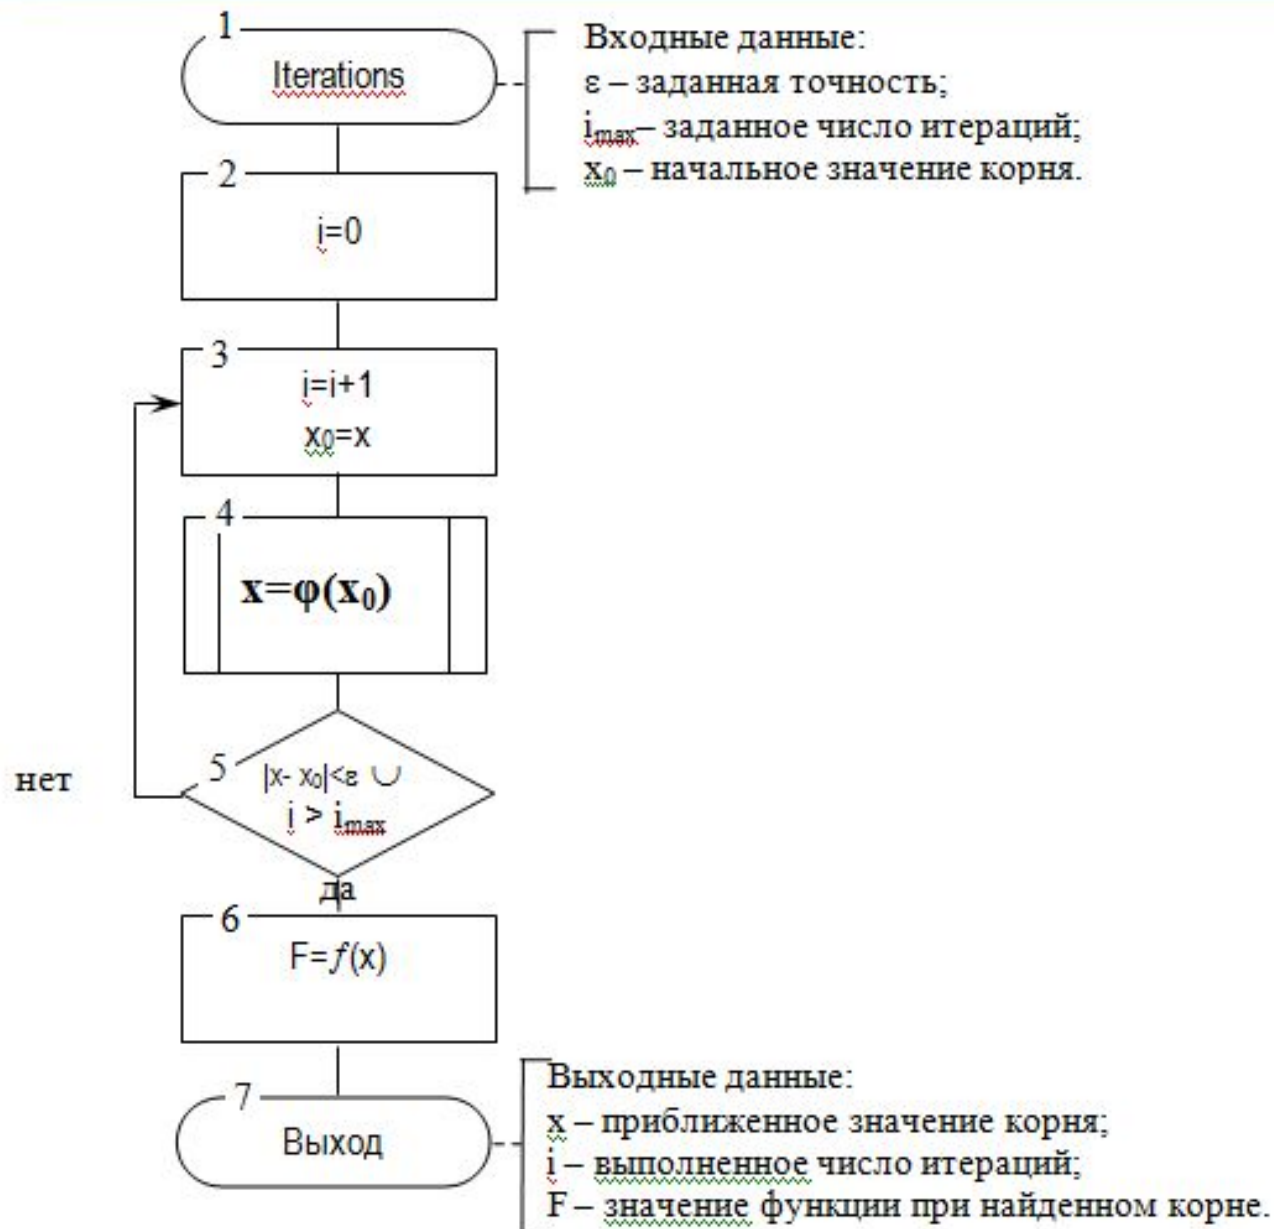 1
Iterations
Входные данные:
ε – заданная точность;
imax– заданное число итераций;
x0 – начальное значение корня.
2
i=0
3
i=i+1
x0=x
4
x=φ(x0)
нет
5
|x- x0|<ε ∪
i > imax
да
6
F=f(x)
7
Выход
Выходные данные:
x – приближенное значение корня;
i – выполненное число итераций;
F – значение функции при найденном корне.